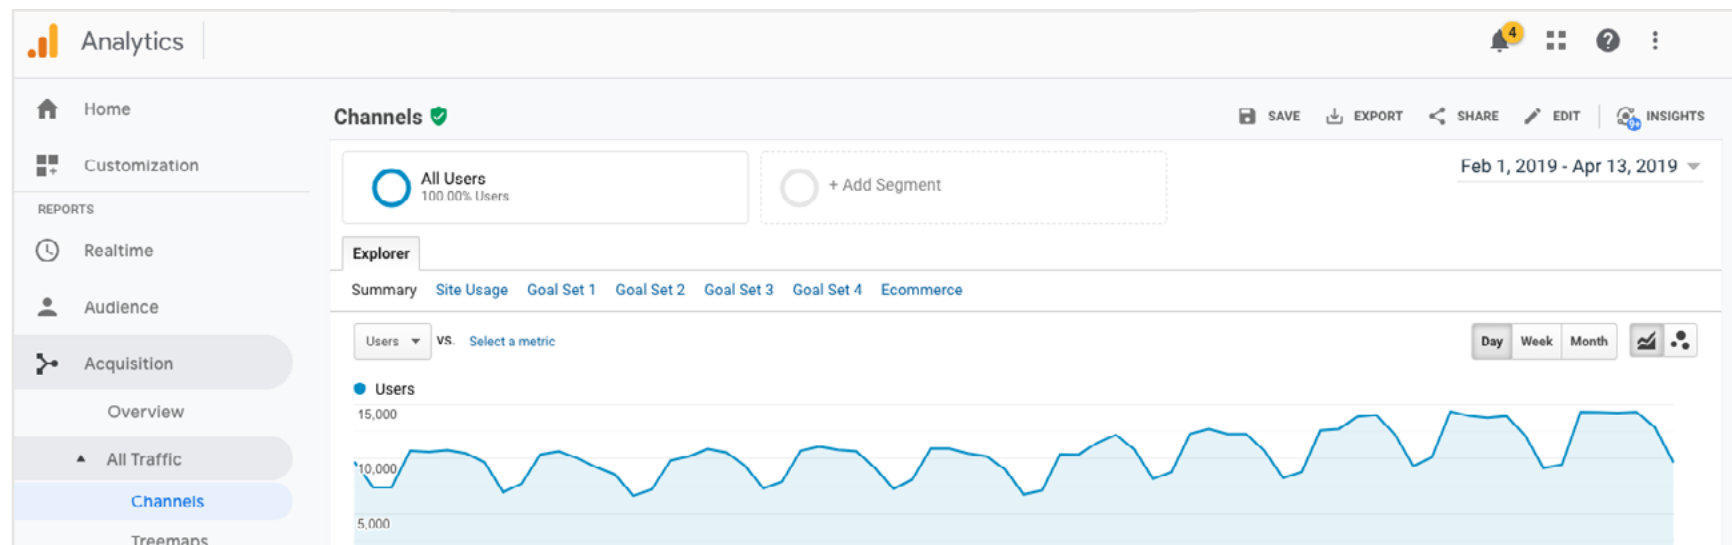 Analytics
4
Home
Customization
REPORTS
Realtime
Audience
Acquisition
Overview
All Traffic
Channels
Treemaps
Channels
SAVE
EXPORT
SHARE
EDIT
9+
INSIGHTS
All Users
100.00% Users
+ Add Segment
Feb 1, 2019 - Apr 13, 2019
Explorer
Summary Site Usage Goal Set 1 Goal Set 2 Goal Set 3 Goal Set 4 Ecommerce
Users VS. Select a metric
Day Week Month
Users
15,000
10,000
5,000